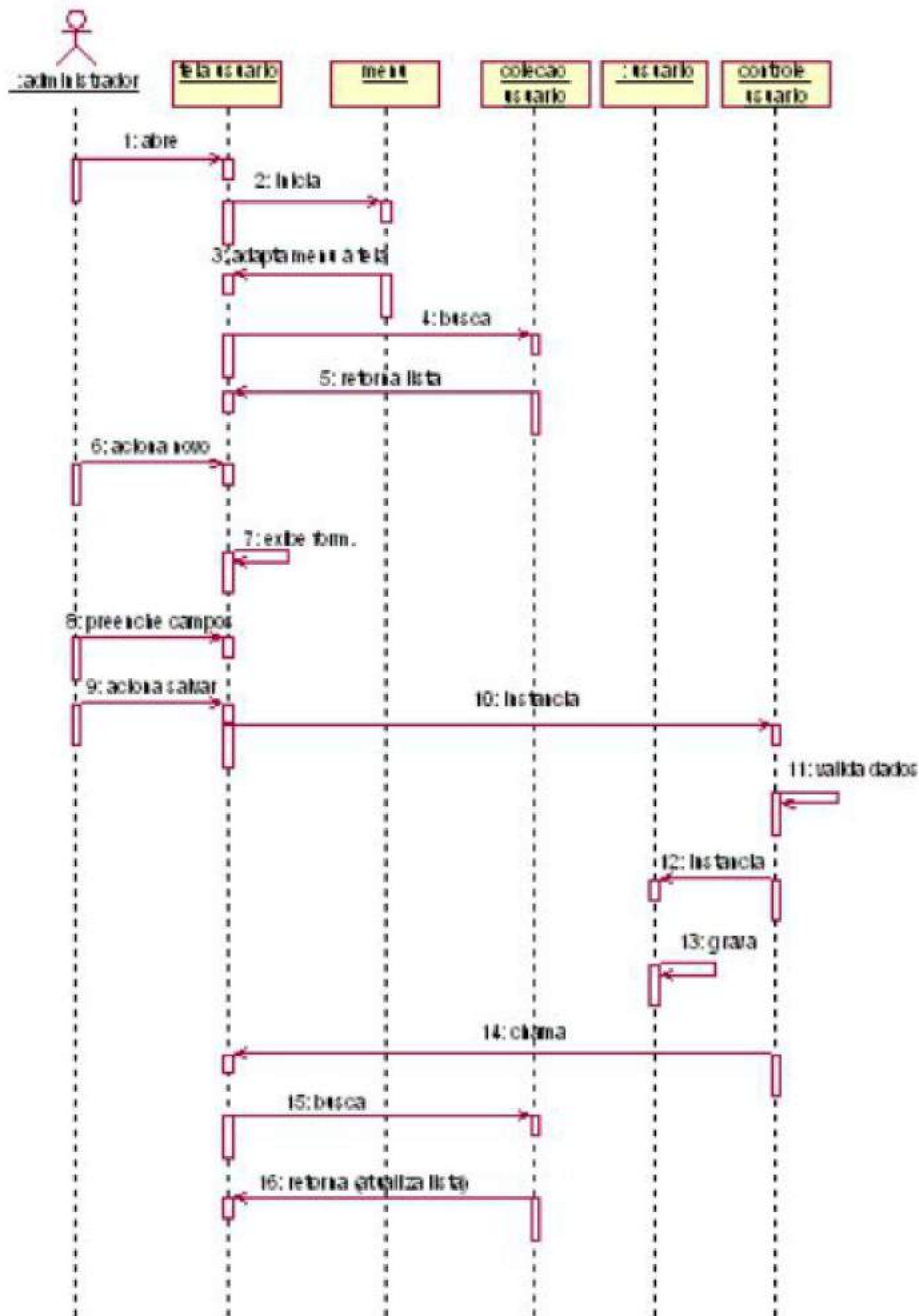 :administrador
tela usuario
menu
colecao
usuario
: usuario
controle
usuario
1: abre
2: inicia
3: adapta menu à tela
4: busca
5: retorna lista
6: aciona novo
7: exibe form.
8: preenche campos
9: aciona salvar
10: instancia
11: valida dados
12: instancia
13: grava
14: chama
15: busca
16: retorna (atualiza lista)